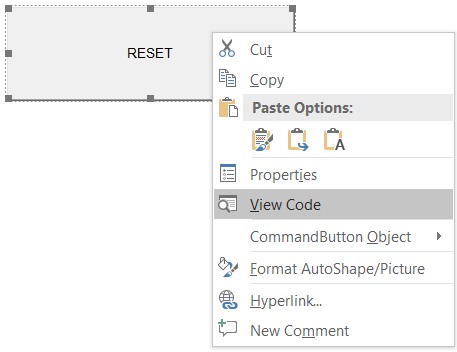 RESET
Cut
Copy
Paste Options:
A
Properties
View Code
CommandButton Object
Format AutoShape/Picture
Hyperlink...
New Comment